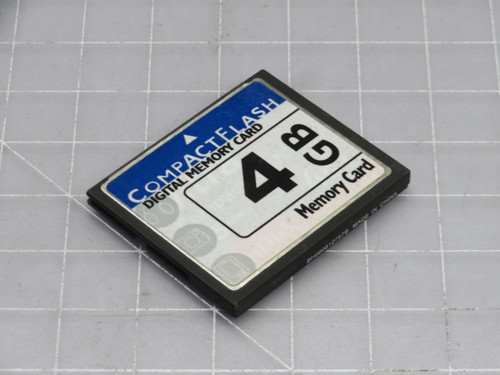 COMPACTFLASH
DIGITAL MEMORY CARD
4 GB
Memory Card